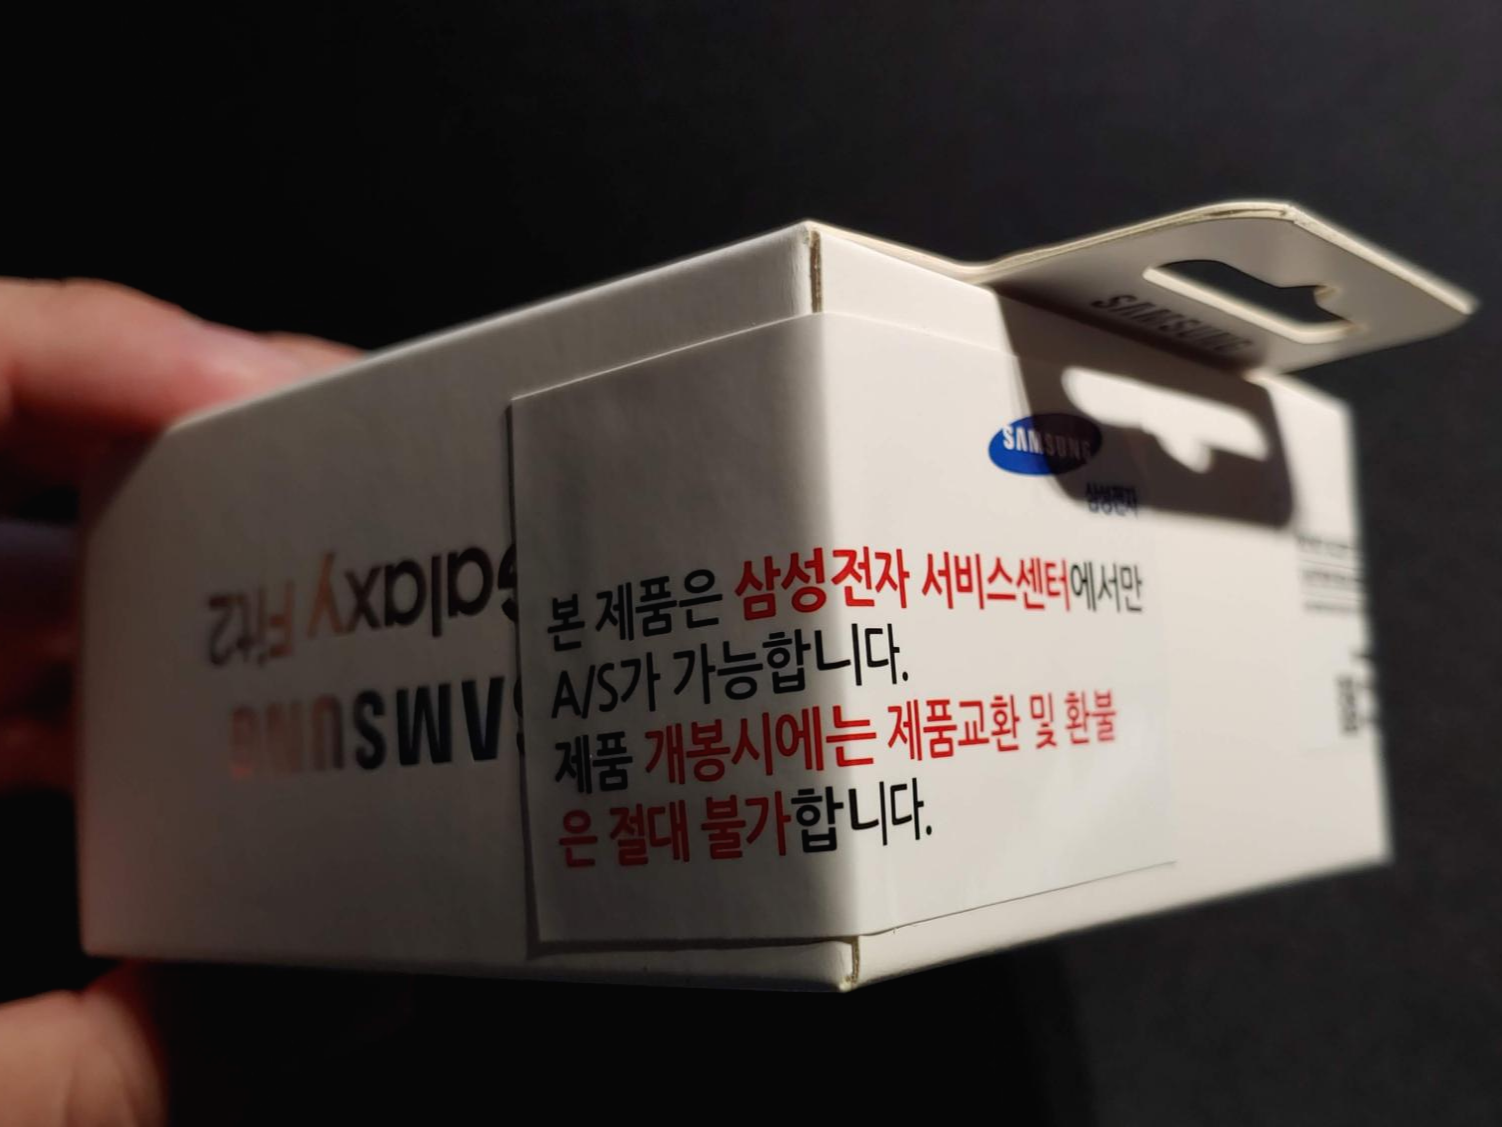 SAMSUNG
SAMSUNG
삼성전자
본 제품은 삼성전자 서비스센터에서만
A/S가 가능합니다.
제품 개봉시에는 제품교환 및 환불
은 절대 불가합니다.
Galaxy Fit2
SAMSUNG